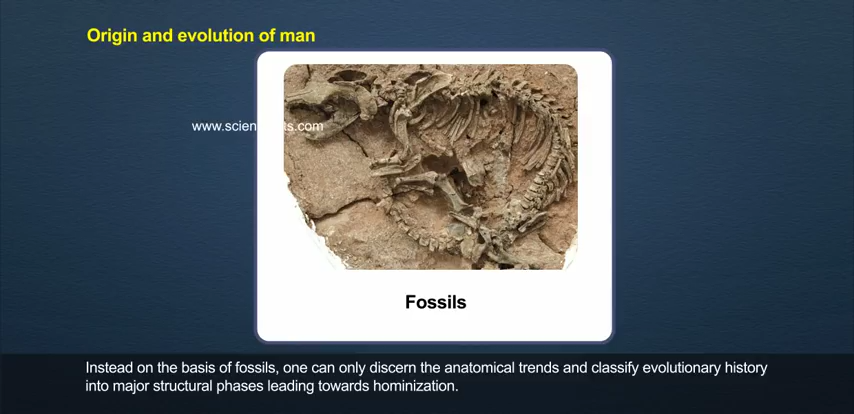 Origin and evolution of man
Fossils
Instead on the basis of fossils, one can only discern the anatomical trends and classify evolutionary history
into major structural phases leading towards hominization.